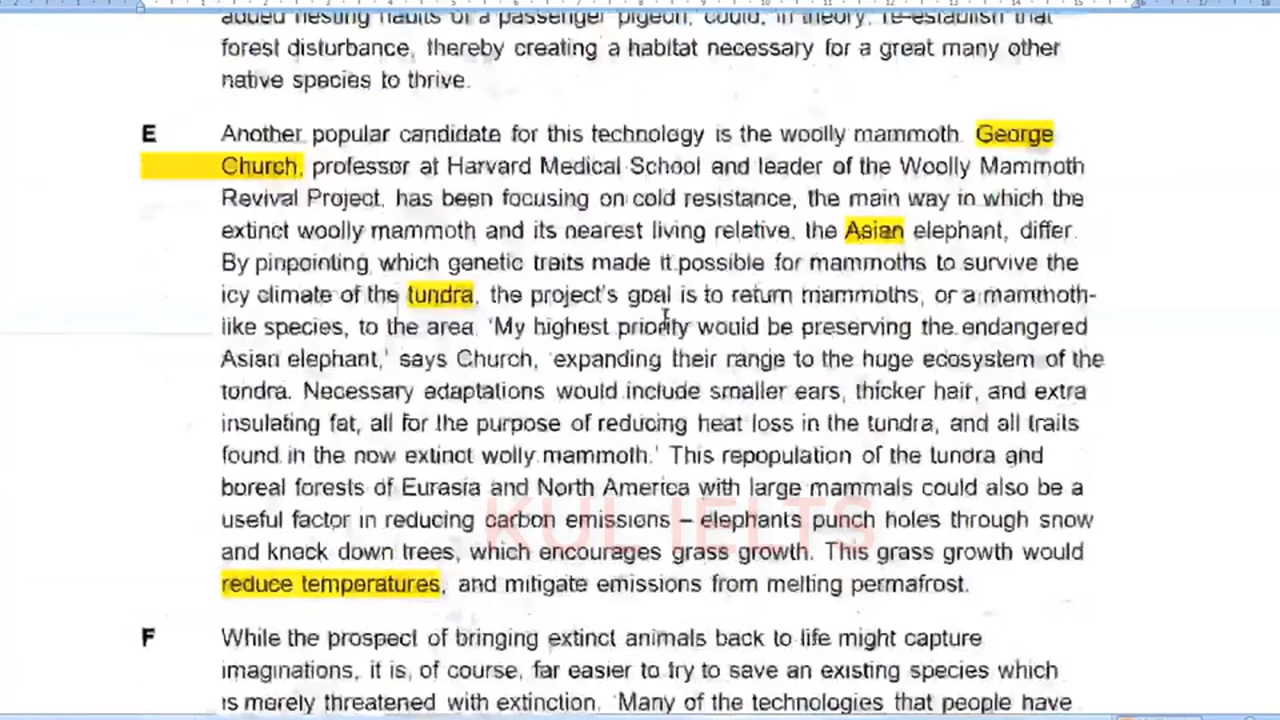 added nesting habits of a passenger pigeon, could, in theory, re-establish that
forest disturbance, thereby creating a habitat necessary for a great many other
native species to thrive.
E Another popular candidate for this technology is the woolly mammoth. George
Church, professor at Harvard Medical School and leader of the Woolly Mammoth
Revival Project, has been focusing on cold resistance, the main way in which the
extinct woolly mammoth and its nearest living relative, the Asian elephant, differ.
By pinpointing which genetic traits made it possible for mammoths to survive the
icy climate of the tundra, the project's goal is to return mammoths, or a mammoth-
like species, to the area. 'My highest priority would be preserving the endangered
Asian elephant,' says Church, 'expanding their range to the huge ecosystem of the
tundra. Necessary adaptations would include smaller ears, thicker hair, and extra
insulating fat, all for the purpose of reducing heat loss in the tundra, and all traits
found in the now extinct wolly mammoth.' This repopulation of the tundra and
boreal forests of Eurasia and North America with large mammals could also be a
useful factor in reducing carbon emissions – elephants punch holes through snow
and knock down trees, which encourages grass growth. This grass growth would
reduce temperatures, and mitigate emissions from melting permafrost.
F While the prospect of bringing extinct animals back to life might capture
imaginations, it is, of course, far easier to try to save an existing species which
is merely threatened with extinction. 'Many of the technologies that people have
KUL IELTS